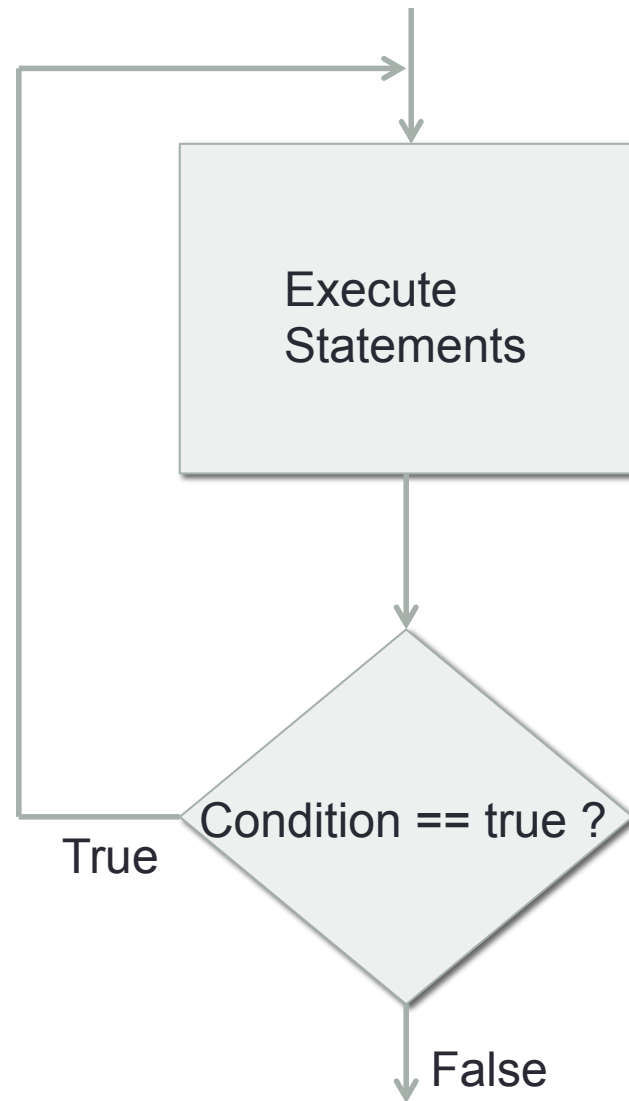 Execute
Statements
Condition == true ?
True
False